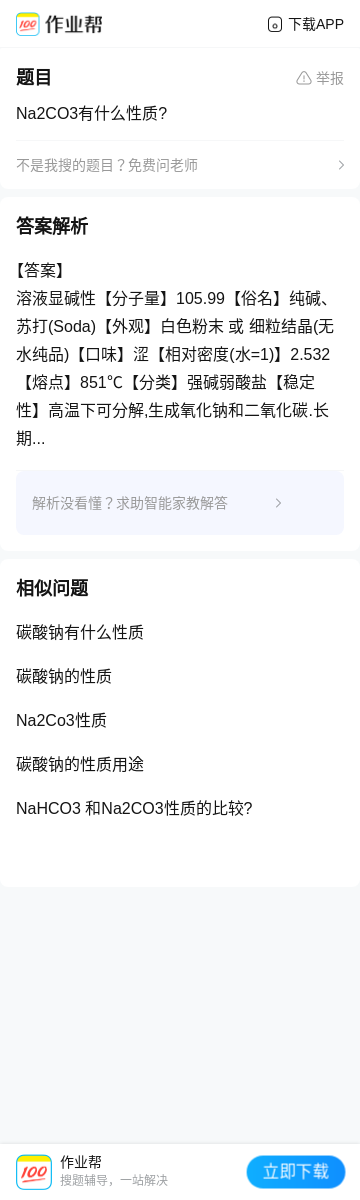 作业帮
下载APP
题目
举报
Na2CO3有什么性质?
不是我搜的题目？免费问老师
答案解析
【答案】
溶液显碱性【分子量】105.99【俗名】纯碱、
苏打(Soda)【外观】白色粉末 或 细粒结晶(无
水纯品)【口味】涩【相对密度(水=1)】2.532
【熔点】851℃【分类】强碱弱酸盐【稳定
性】高温下可分解,生成氧化钠和二氧化碳.长
期...
解析没看懂？求助智能家教解答
相似问题
碳酸钠有什么性质
碳酸钠的性质
Na2Co3性质
碳酸钠的性质用途
NaHCO3 和Na2CO3性质的比较?
100
作业帮
搜题辅导，一站解决
立即下载